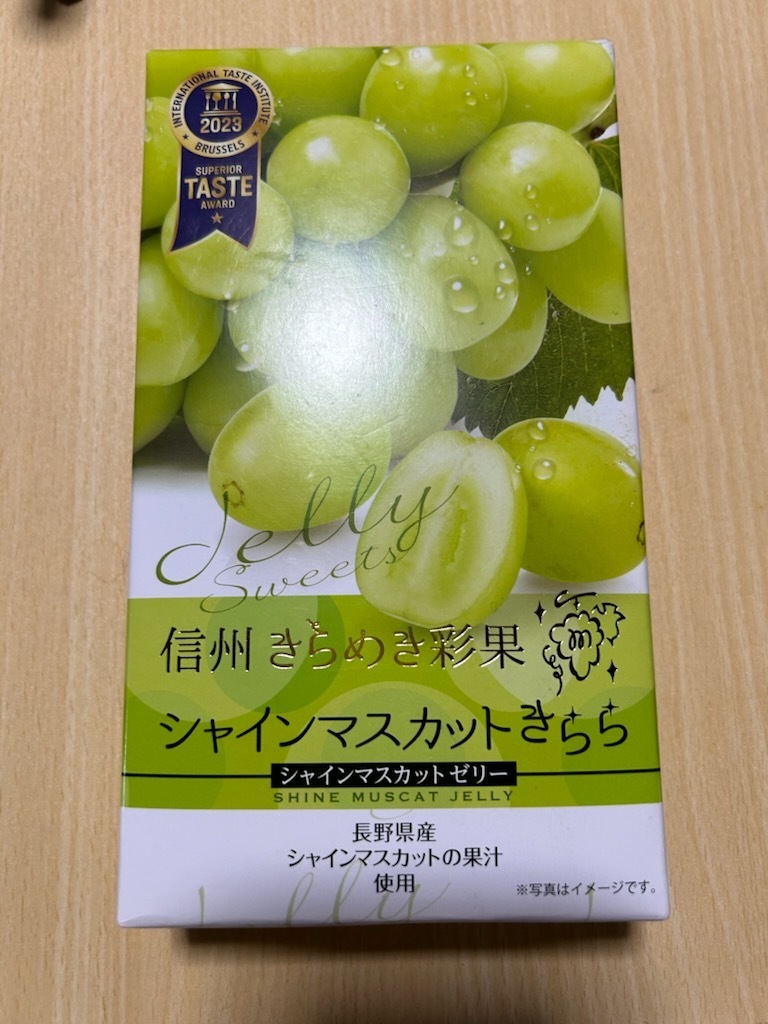 INTERNATIONAL TASTE INSTITUTE
2023
BRUSSELS
SUPERIOR
TASTE
AWARD
Jelly
Sweets
信州 きらめき彩果
シャインマスカットきらら
シャインマスカットゼリー
SHINE MUSCAT JELLY
長野県産
シャインマスカットの果汁
使用
※写真はイメージです。
Jelly